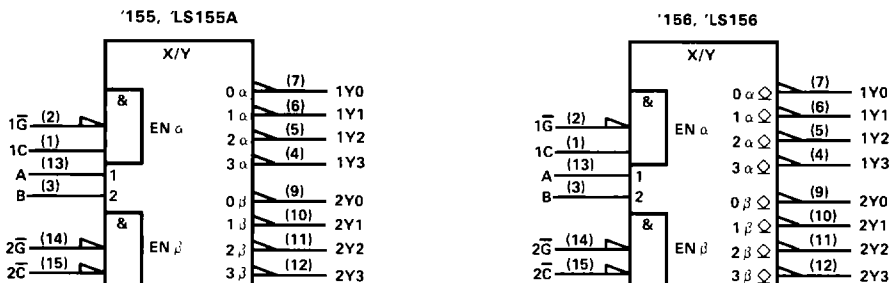 '155, 'LS155A
X/Y
&
1G̅ (2)
EN α
1C (1)
A (13) 1
B (3) 2
&
2G̅ (14)
EN β
2C̅ (15)
0 α (7) 1Y0
1 α (6) 1Y1
2 α (5) 1Y2
3 α (4) 1Y3
0 β (9) 2Y0
1 β (10) 2Y1
2 β (11) 2Y2
3 β (12) 2Y3
'156, 'LS156
X/Y
&
1G̅ (2)
EN α
1C (1)
A (13) 1
B (3) 2
&
2G̅ (14)
EN β
2C̅ (15)
0 α (7) 1Y0
1 α (6) 1Y1
2 α (5) 1Y2
3 α (4) 1Y3
0 β (9) 2Y0
1 β (10) 2Y1
2 β (11) 2Y2
3 β (12) 2Y3